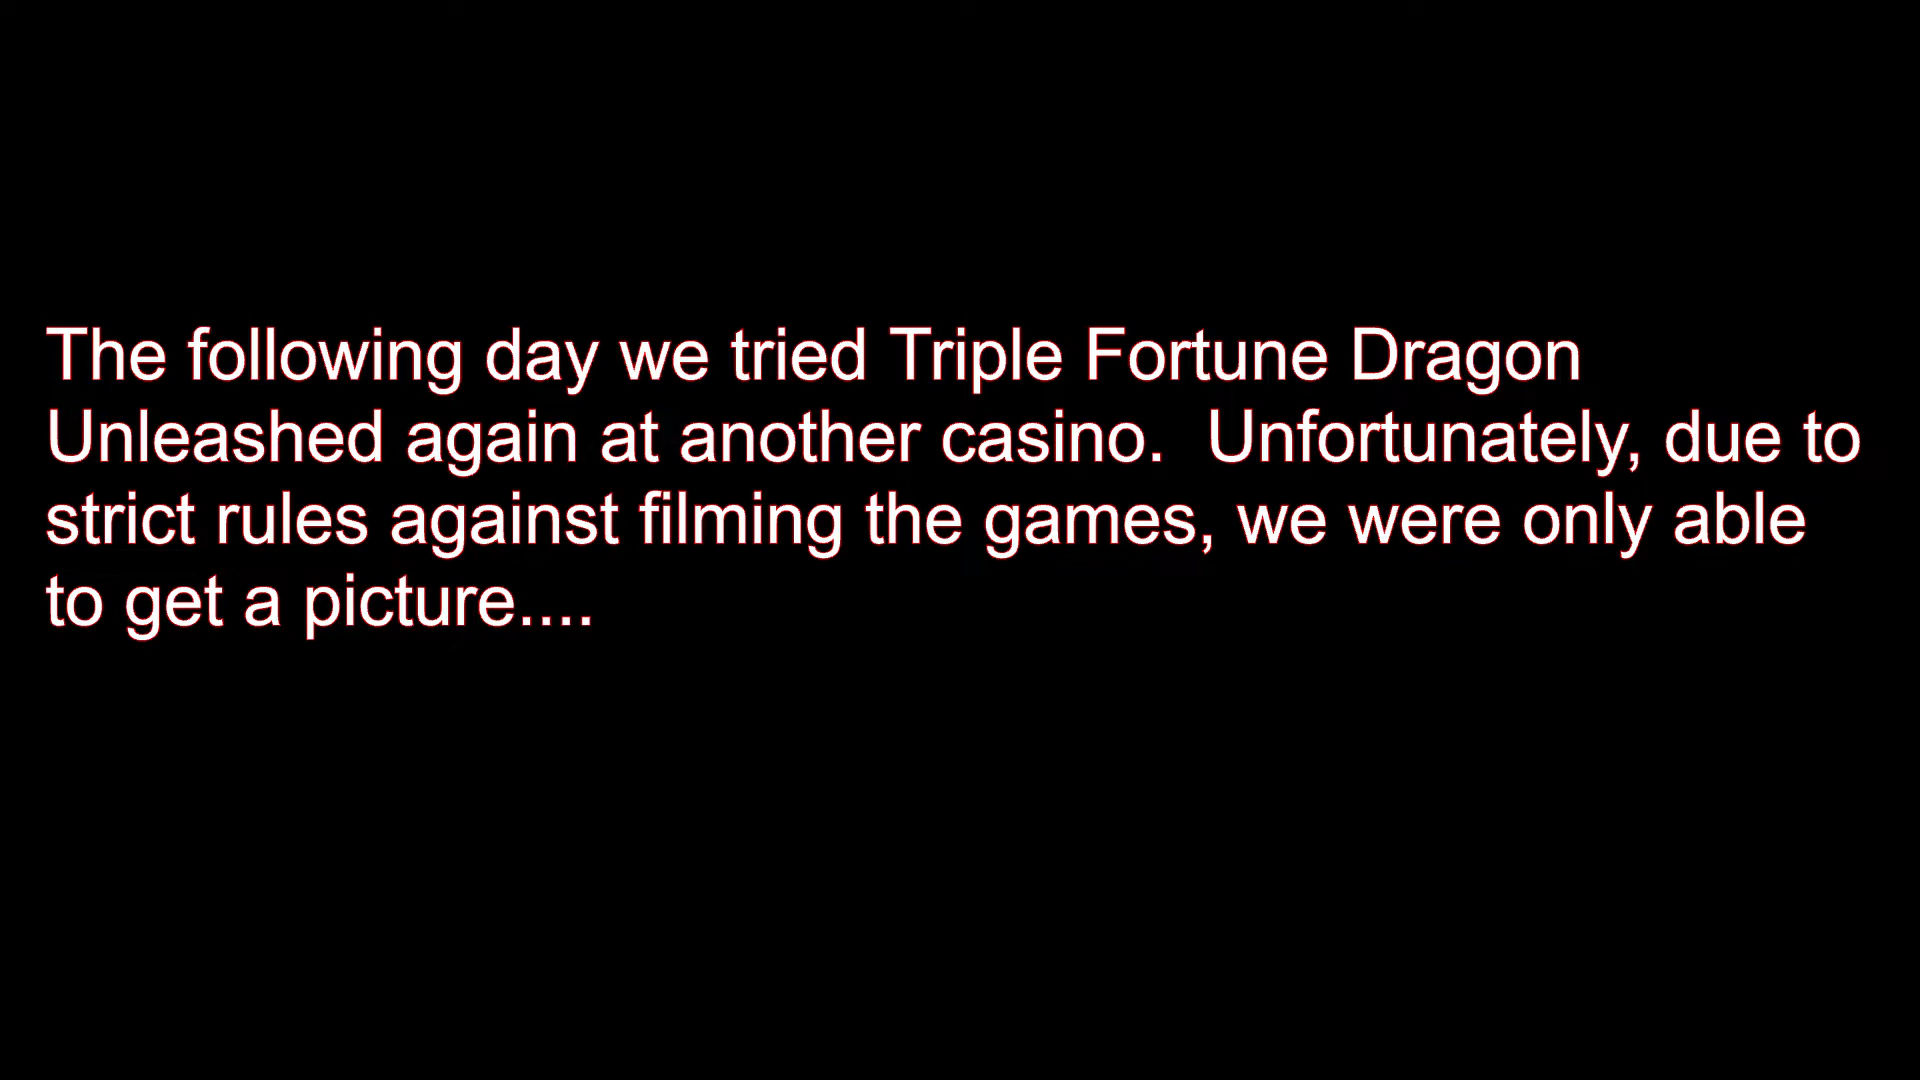 The following day we tried Triple Fortune Dragon
Unleashed again at another casino.  Unfortunately, due to
strict rules against filming the games, we were only able
to get a picture....